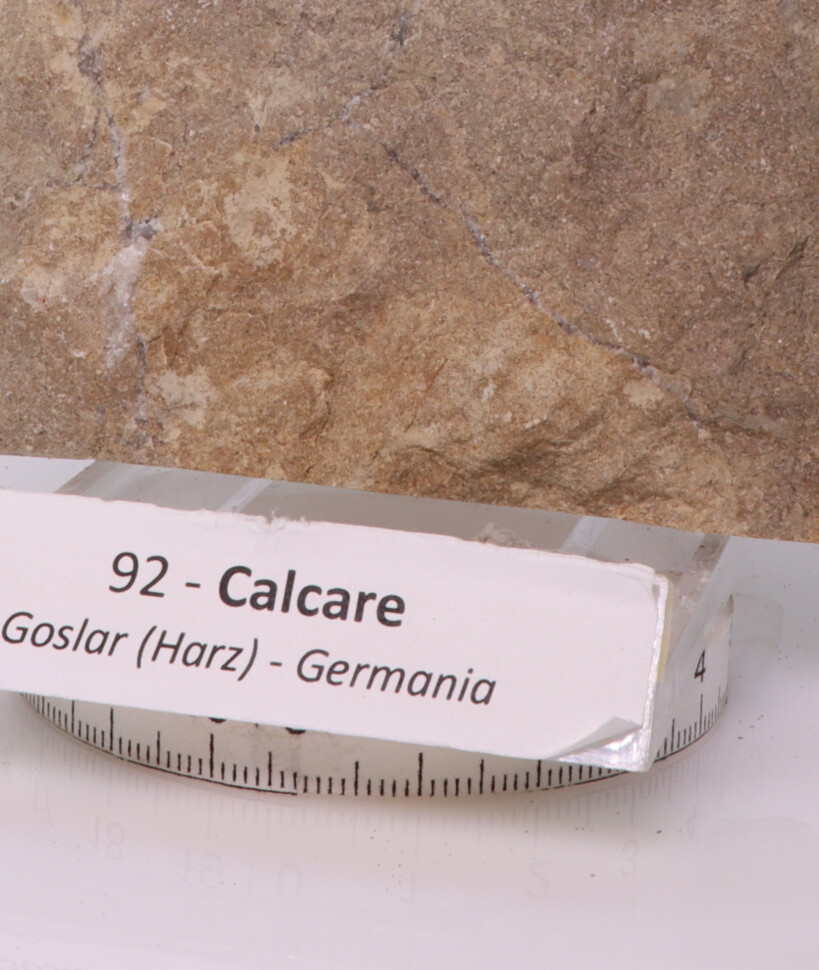 92 - Calcare
Goslar (Harz) - Germania
4